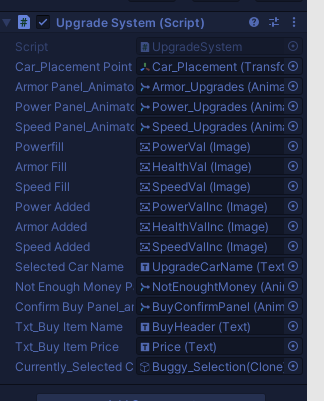 Upgrade System (Script)
Script UpgradeSystem
Car_Placement Point Car_Placement (Transfo
Armor Panel_Animato Armor_Upgrades (Anima
Power Panel_Animato Power_Upgrades (Anima
Speed Panel_Animato Speed_Upgrades (Anima
Powerfill PowerVal (Image)
Armor Fill HealthVal (Image)
Speed Fill SpeedVal (Image)
Power Added PowerValInc (Image)
Armor Added HealthValInc (Image)
Speed Added SpeedValInc (Image)
Selected Car Name UpgradeCarName (Text
Not Enough Money P NotEnoughtMoney (Anin
Confirm Buy Panel_ar BuyConfirmPanel (Anim
Txt_Buy Item Name BuyHeader (Text)
Txt_Buy Item Price Price (Text)
Currently_Selected C Buggy_Selection(Clone